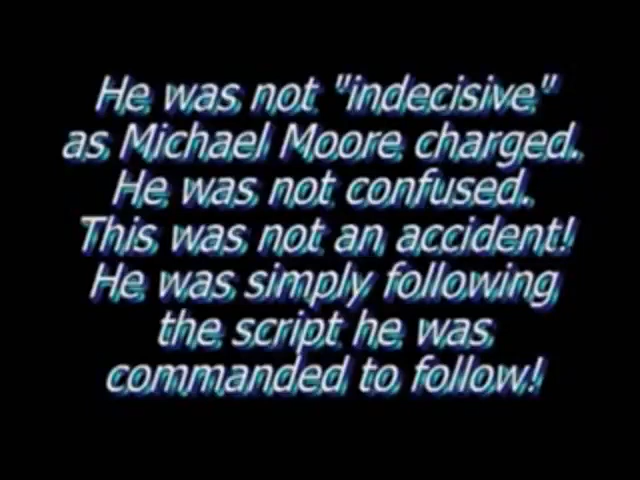 He was not "indecisive"
as Michael Moore charged.
He was not confused.
This was not an accident!
He was simply following
the script he was
commanded to follow!